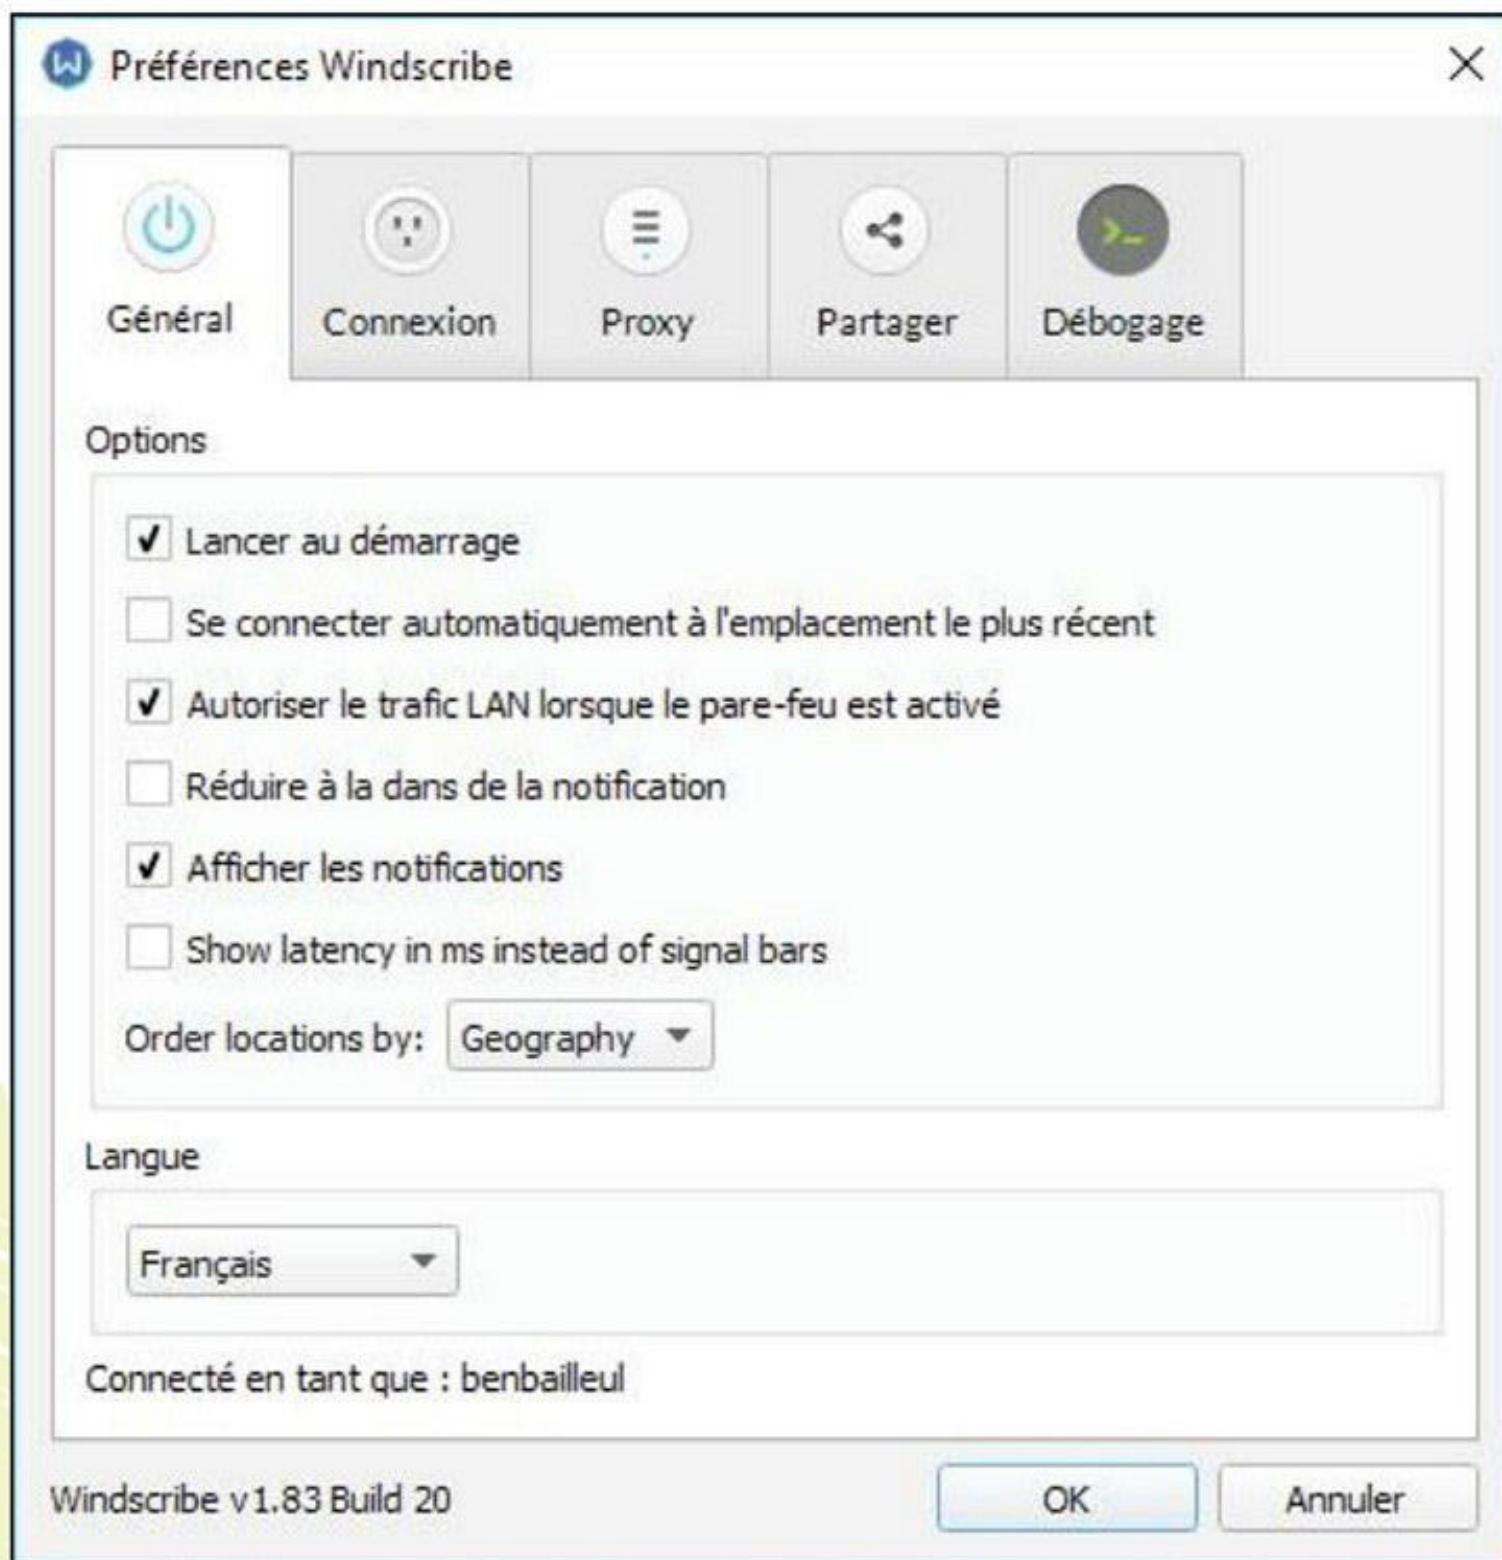 Préférences Windscribe
Général
Connexion
Proxy
Partager
Débogage
Options
Lancer au démarrage
Se connecter automatiquement à l'emplacement le plus récent
Autoriser le trafic LAN lorsque le pare-feu est activé
Réduire à la dans de la notification
Afficher les notifications
Show latency in ms instead of signal bars
Order locations by: Geography
Langue
Français
Connecté en tant que : benbailleul
Windscribe v1.83 Build 20
OK
Annuler